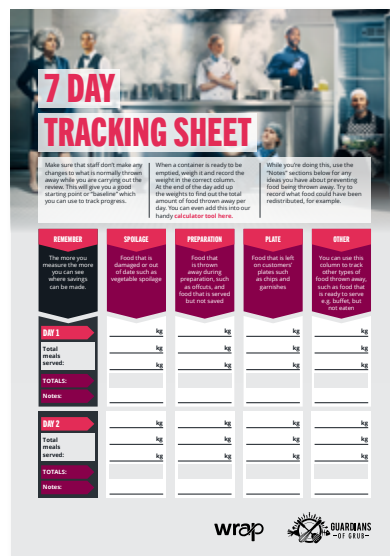 7 DAY
TRACKING SHEET
Make sure that staff don't make any
changes to what is normally thrown
away while you are carrying out the
review. This will give you a good
starting point or "baseline" which
you can use to track progress.
When a container is ready to be
emptied, weigh it and record the
weight in the correct column.
At the end of the day add up
the weights to find out the total
amount of food thrown away per
day. You can even add this into our
handy calculator tool here.
While you're doing this, use the
"Notes" sections below for any
ideas you have about preventing
food being thrown away. Try to
record what food could have been
redistributed, for example.
REMEMBER
The more you
measure the more
you can see
where savings
can be made.
SPOILAGE
Food that is
damaged or out
of date such as
vegetable spoilage
PREPARATION
Food that
is thrown
away during
preparation, such
as offcuts, and
food that is served
but not saved
PLATE
Food that is left
on customers'
plates such
as chips and
garnishes
OTHER
You can use this
column to track
other types of
food thrown away,
such as food that
is ready to serve
e.g. buffet, but
not eaten
DAY 1
kg kg kg kg
Total
meals
served:
kg kg kg kg
kg kg kg kg
TOTALS:
Notes:
DAY 2
kg kg kg kg
Total
meals
served:
kg kg kg kg
kg kg kg kg
TOTALS:
Notes:
wrap
GUARDIANS
OF GRUB